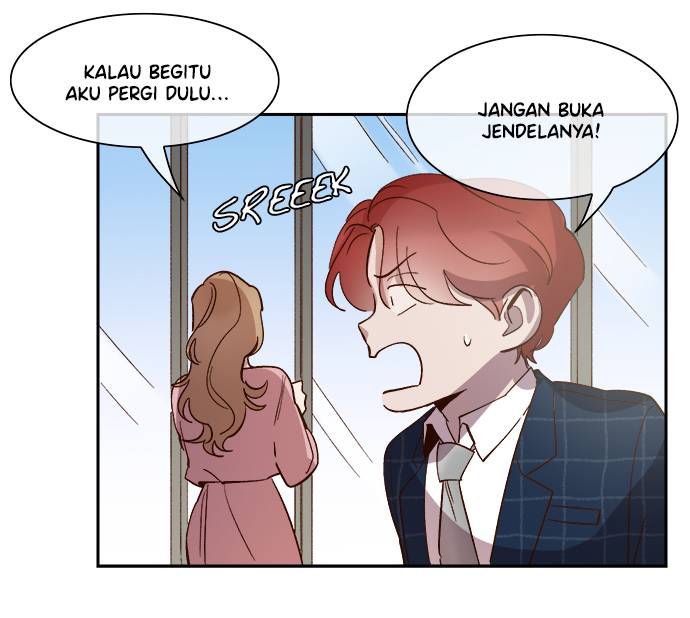 KALAU BEGITU
AKU PERGI DULU...
JANGAN BUKA
JENDELANYA!
SREEEK